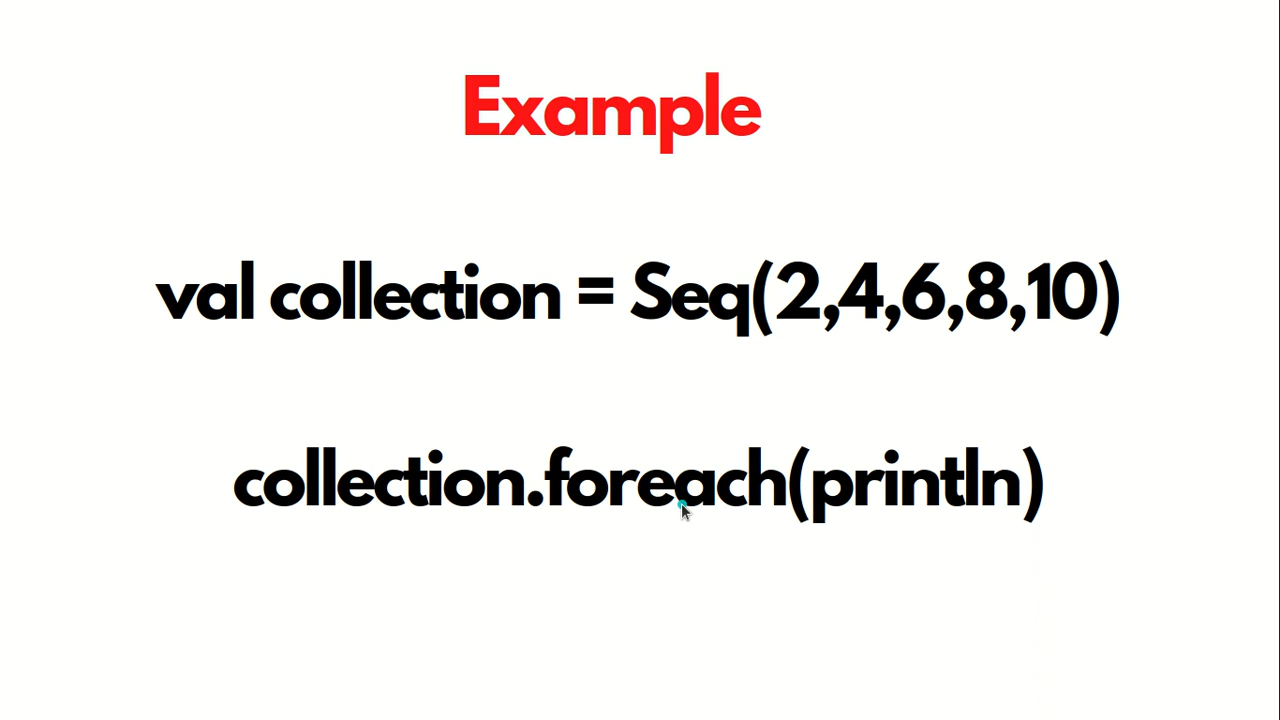 Example
val collection = Seq(2,4,6,8,10)
collection.foreach(println)